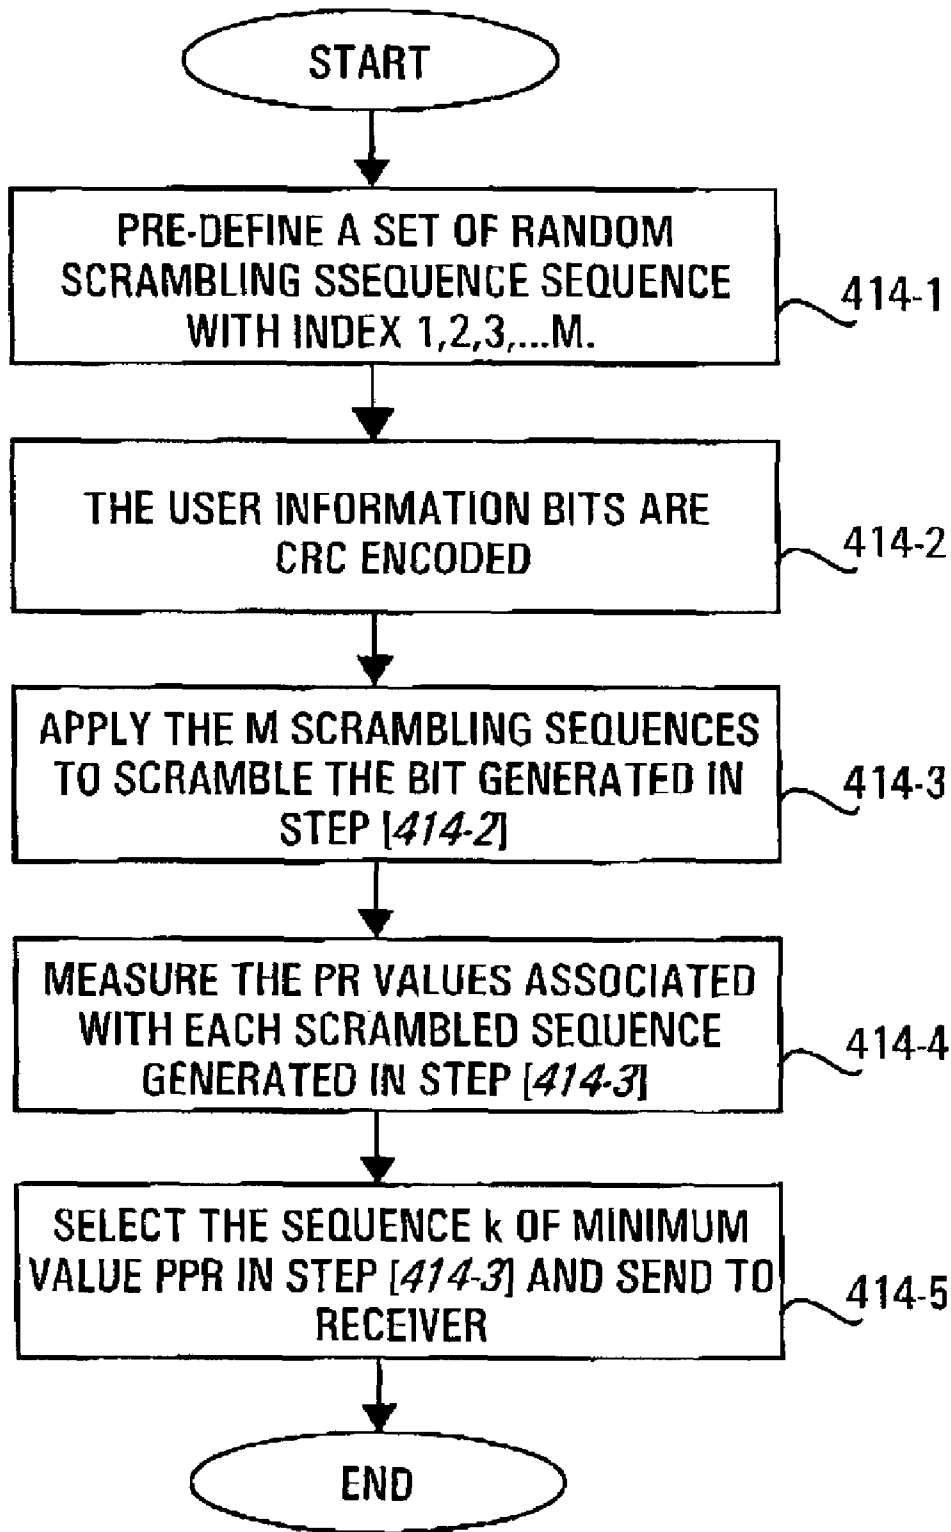 START
PRE-DEFINE A SET OF RANDOM
SCRAMBLING SSEQUENCE SEQUENCE
WITH INDEX 1,2,3,...M.
414-1
THE USER INFORMATION BITS ARE
CRC ENCODED
414-2
APPLY THE M SCRAMBLING SEQUENCES
TO SCRAMBLE THE BIT GENERATED IN
STEP [414-2]
414-3
MEASURE THE PR VALUES ASSOCIATED
WITH EACH SCRAMBLED SEQUENCE
GENERATED IN STEP [414-3]
414-4
SELECT THE SEQUENCE k OF MINIMUM
VALUE PPR IN STEP [414-3] AND SEND TO
RECEIVER
414-5
END